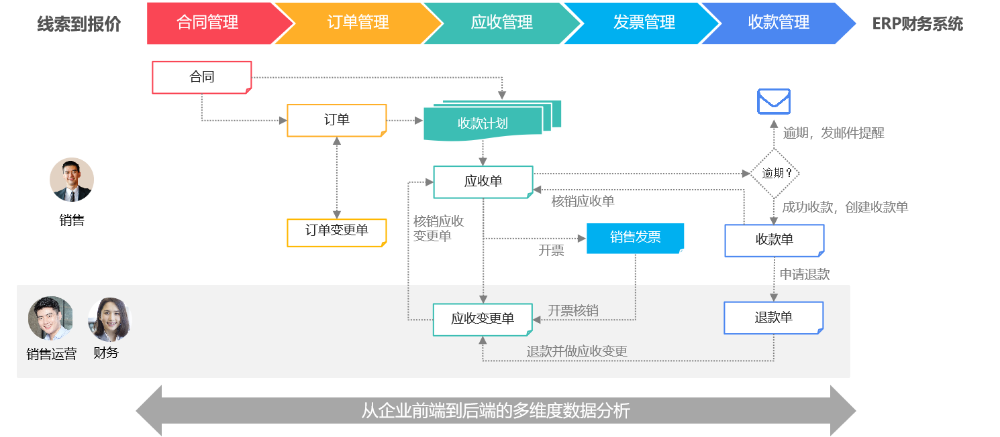 线索到报价
合同管理
订单管理
应收管理
发票管理
收款管理
ERP财务系统
合同
订单
收款计划
逾期，发邮件提醒
逾期？
应收单
核销应收单
成功收款，创建收款单
销售
订单变更单
核销应收
变更单
销售发票
开票
收款单
申请退款
应收变更单
开票核销
退款单
销售运营
财务
退款并做应收变更
从企业前端到后端的多维度数据分析